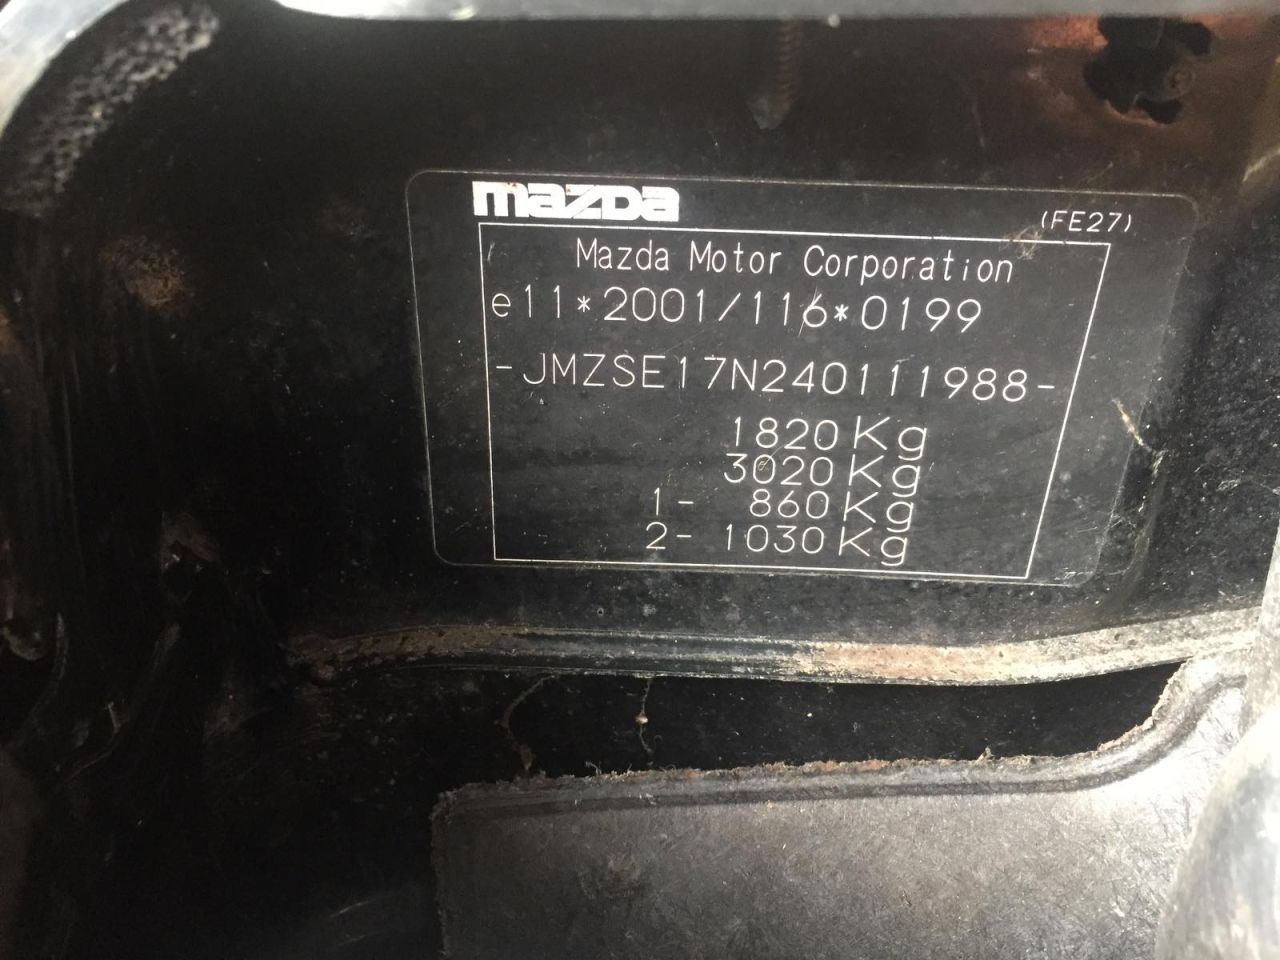 mazda
(FE27)
Mazda Motor Corporation
e11*2001/116*0199
-JMZSE17N240111988-
1820Kg
3020Kg
1- 860Kg
2- 1030Kg